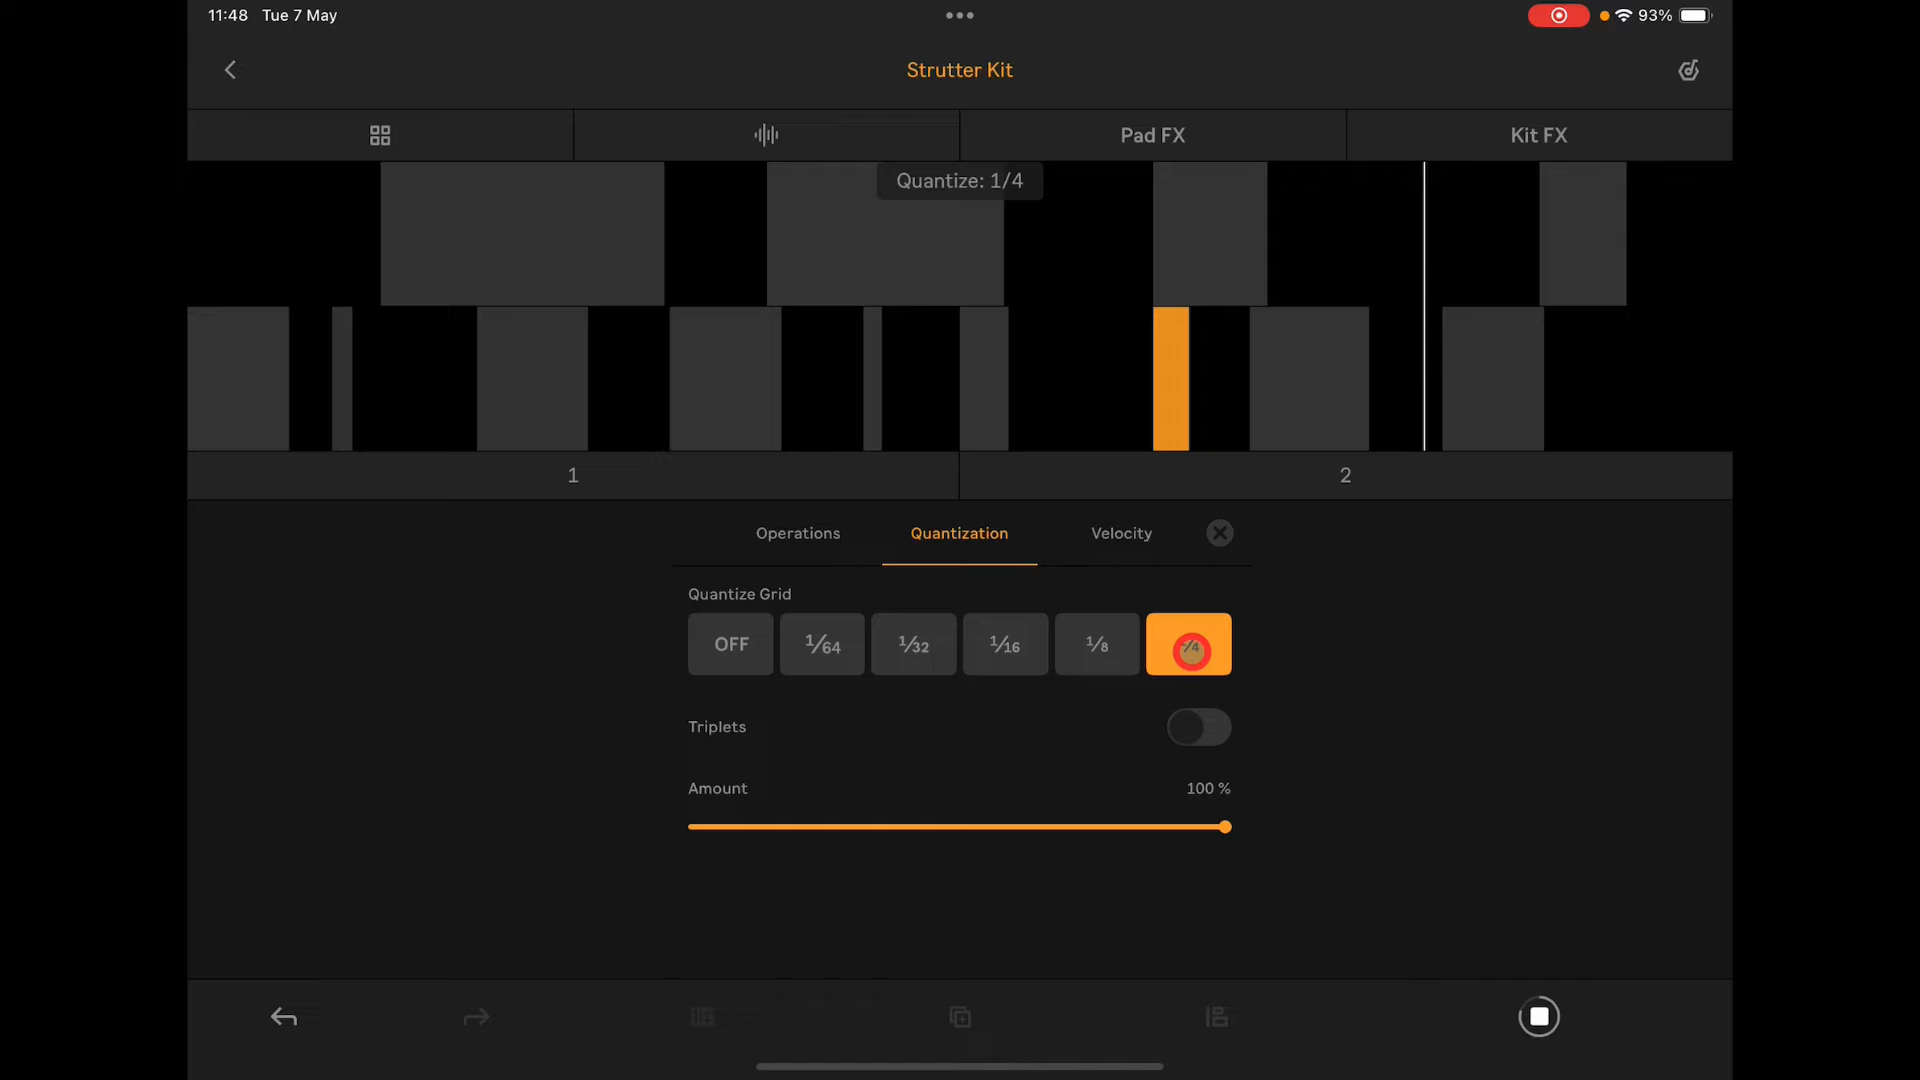 11:48 Tue 7 May
93%
Strutter Kit
Pad FX
Kit FX
Quantize: 1/4
1
2
Operations
Quantization
Velocity
Quantize Grid
OFF
1/64
1/32
1/16
1/8
Triplets
Amount
100 %